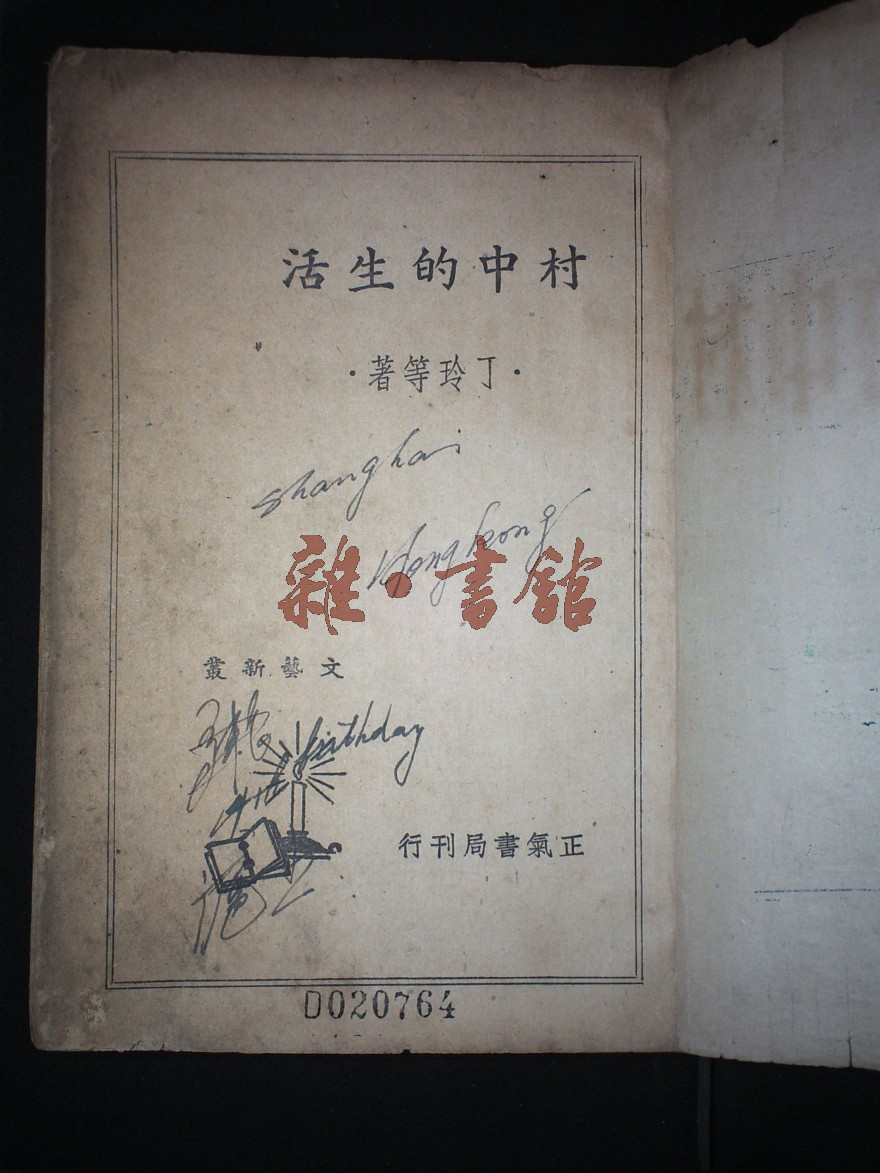 村中的生活
·丁玲等著·
shanghai
Hongkong
雜·書館
文藝新叢
birthday
正氣書局刊行
D020764